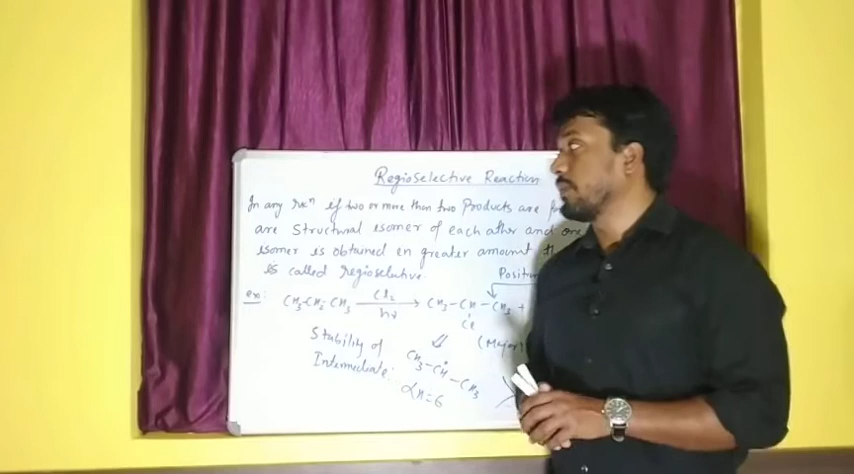 RegioSelective Reaction
In any rxⁿ if two or more than two Products are
are Structural isomer of each other and one
isomer is obtained en greater amount
is called regioselective.
ex: CH₃-CH₂-CH₃ Cl₂ hν → CH₃-CH-CH₃ +
Cl
(Major)
Stability of
Intermediate:
CH₃-CH-CH₃
αH=6